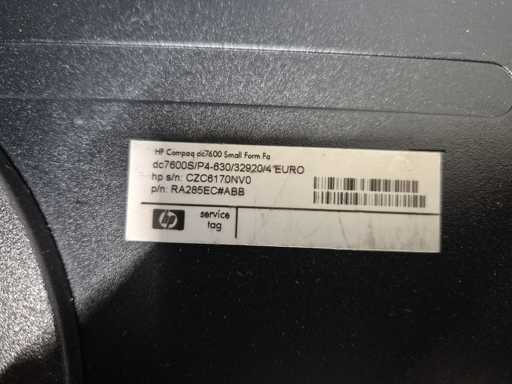 HP Compaq dc7600 Small Form Fa
dc7600S/P4-630/32920/4 EURO
hp s/n: CZC6170NV0
p/n: RA285EC#ABB
hp
service
tag